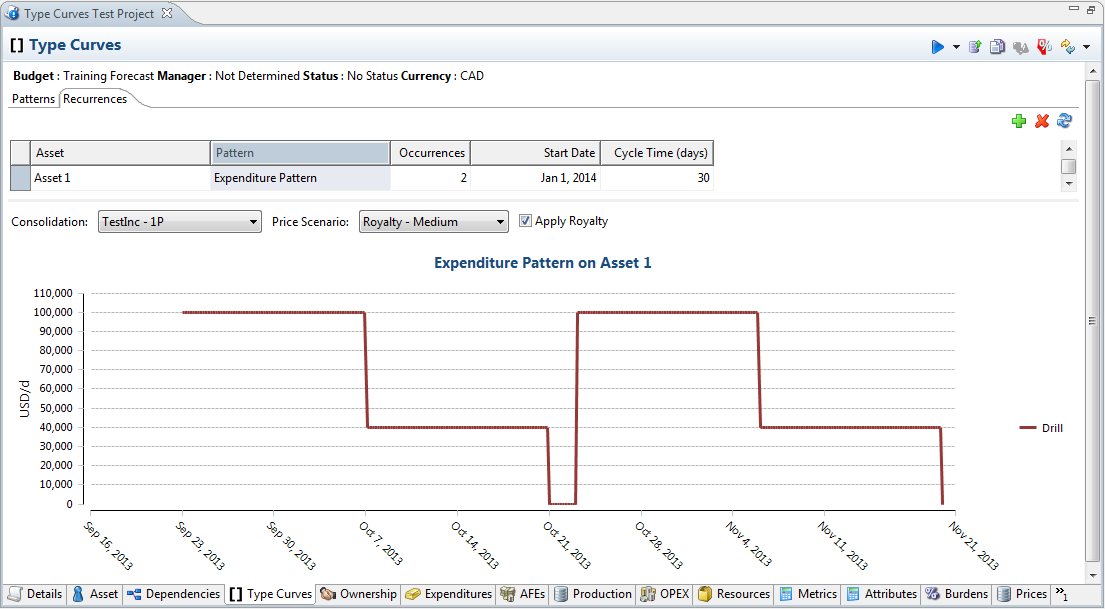 Type Curves Test Project
[] Type Curves
Budget : Training Forecast Manager : Not Determined Status : No Status Currency : CAD
Patterns Recurrences
Asset Pattern Occurrences Start Date Cycle Time (days)
Asset 1 Expenditure Pattern 2 Jan 1, 2014 30
Consolidation: TestInc - 1P Price Scenario: Royalty - Medium Apply Royalty
Expenditure Pattern on Asset 1
110,000
100,000
90,000
80,000
70,000
60,000
50,000
40,000
30,000
20,000
10,000
0
USD/d
Drill
Sep 16, 2013
Sep 23, 2013
Sep 30, 2013
Oct 7, 2013
Oct 14, 2013
Oct 21, 2013
Oct 28, 2013
Nov 4, 2013
Nov 11, 2013
Nov 21, 2013
Details Asset Dependencies [] Type Curves Ownership Expenditures AFEs Production OPEX Resources Metrics Attributes Burdens Prices »1